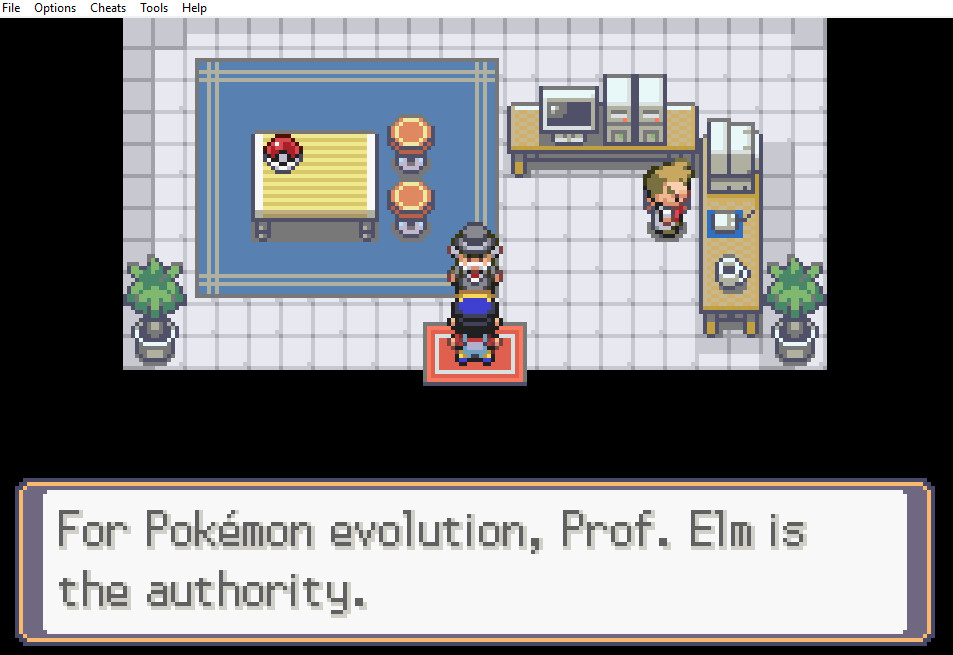 File Options Cheats Tools Help
For Pokémon evolution, Prof. Elm is
the authority.